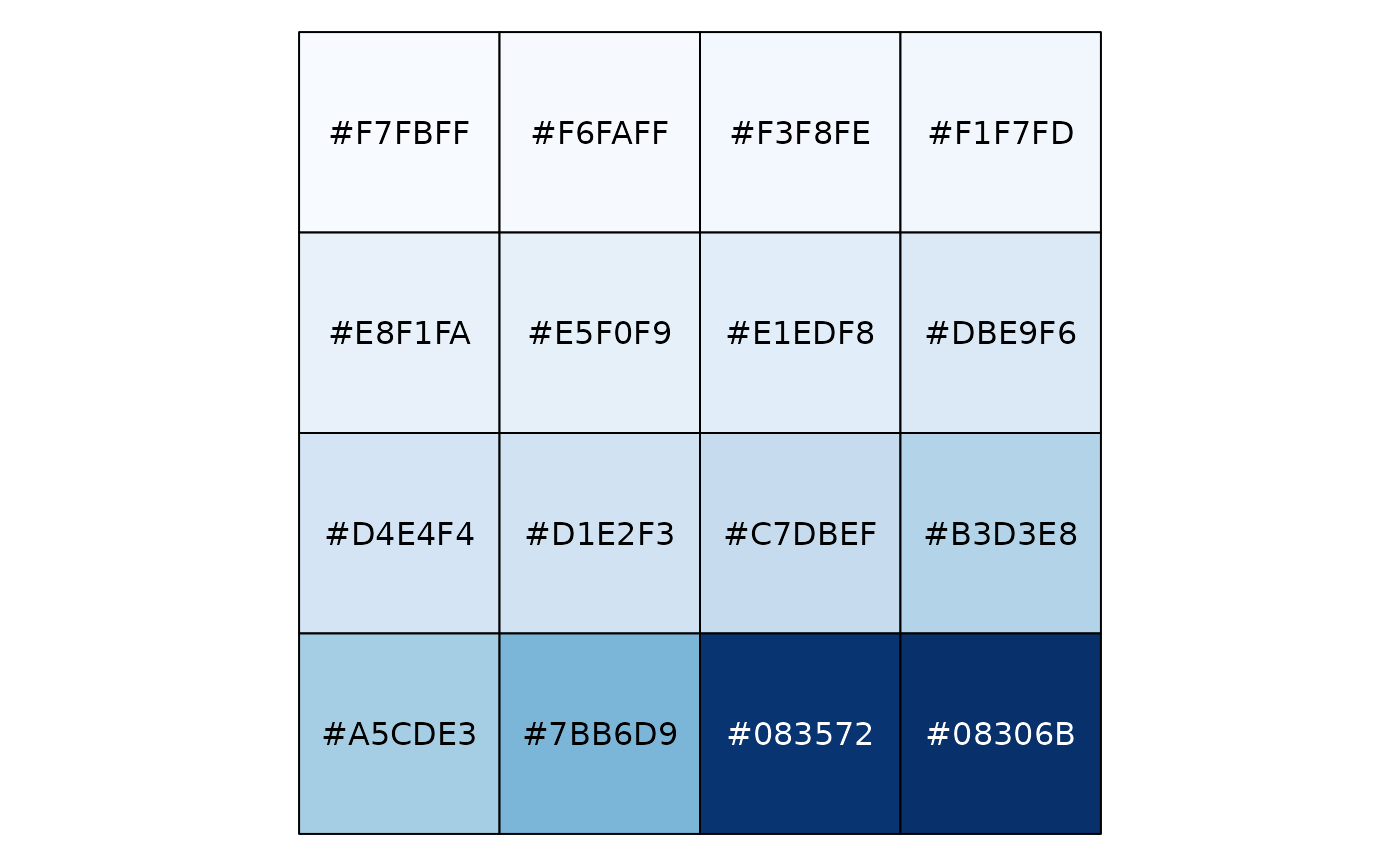 #F7FBFF #F6FAFF #F3F8FE #F1F7FD
#E8F1FA #E5F0F9 #E1EDF8 #DBE9F6
#D4E4F4 #D1E2F3 #C7DBEF #B3D3E8
#A5CDE3 #7BB6D9 #083572 #08306B